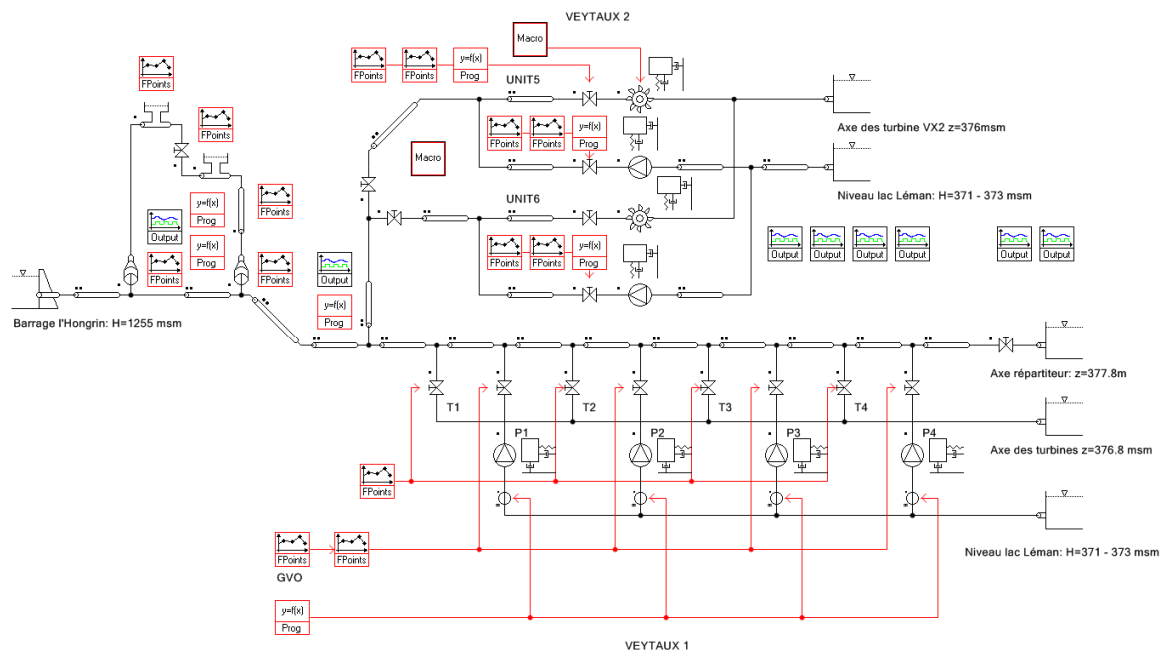 VEYTAUX 2
Macro
FPoints
FPoints
y=f(x)
Prog
FPoints
UNIT5
FPoints
FPoints
FPoints
y=f(x)
Prog
Axe des turbine VX2 z=376msm
Macro
FPoints
y=f(x)
Prog
UNIT6
Niveau lac Léman: H=371 - 373 msm
Output
y=f(x)
Prog
FPoints
FPoints
y=f(x)
Prog
Output
Output
Output
Output
Output
Output
FPoints
FPoints
Output
y=f(x)
Prog
Barrage l'Hongrin: H=1255 msm
Axe répartiteur: z=377.8m
T1
T2
T3
T4
P1
P2
P3
P4
Axe des turbines z=376.8 msm
FPoints
FPoints
FPoints
Niveau lac Léman: H=371 - 373 msm
GVO
y=f(x)
Prog
VEYTAUX 1